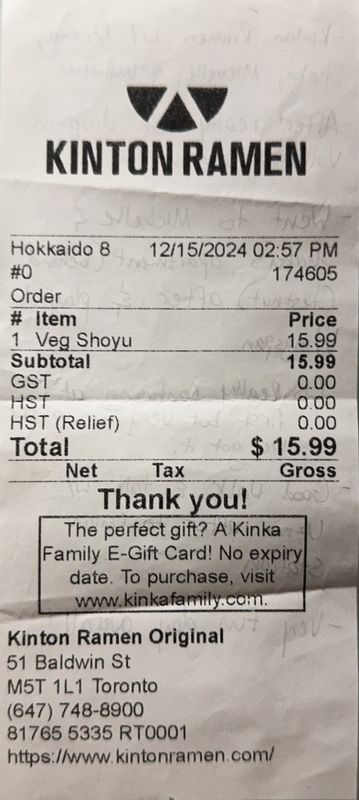 KINTON RAMEN
Hokkaido 8 12/15/2024 02:57 PM
#0 174605
Order
# Item Price
1 Veg Shoyu 15.99
Subtotal 15.99
GST 0.00
HST 0.00
HST (Relief) 0.00
Total $ 15.99
Net Tax Gross
Thank you!
The perfect gift? A Kinka
Family E-Gift Card! No expiry
date. To purchase, visit
www.kinkafamily.com.
Kinton Ramen Original
51 Baldwin St
M5T 1L1 Toronto
(647) 748-8900
81765 5335 RT0001
https://www.kintonramen.com/